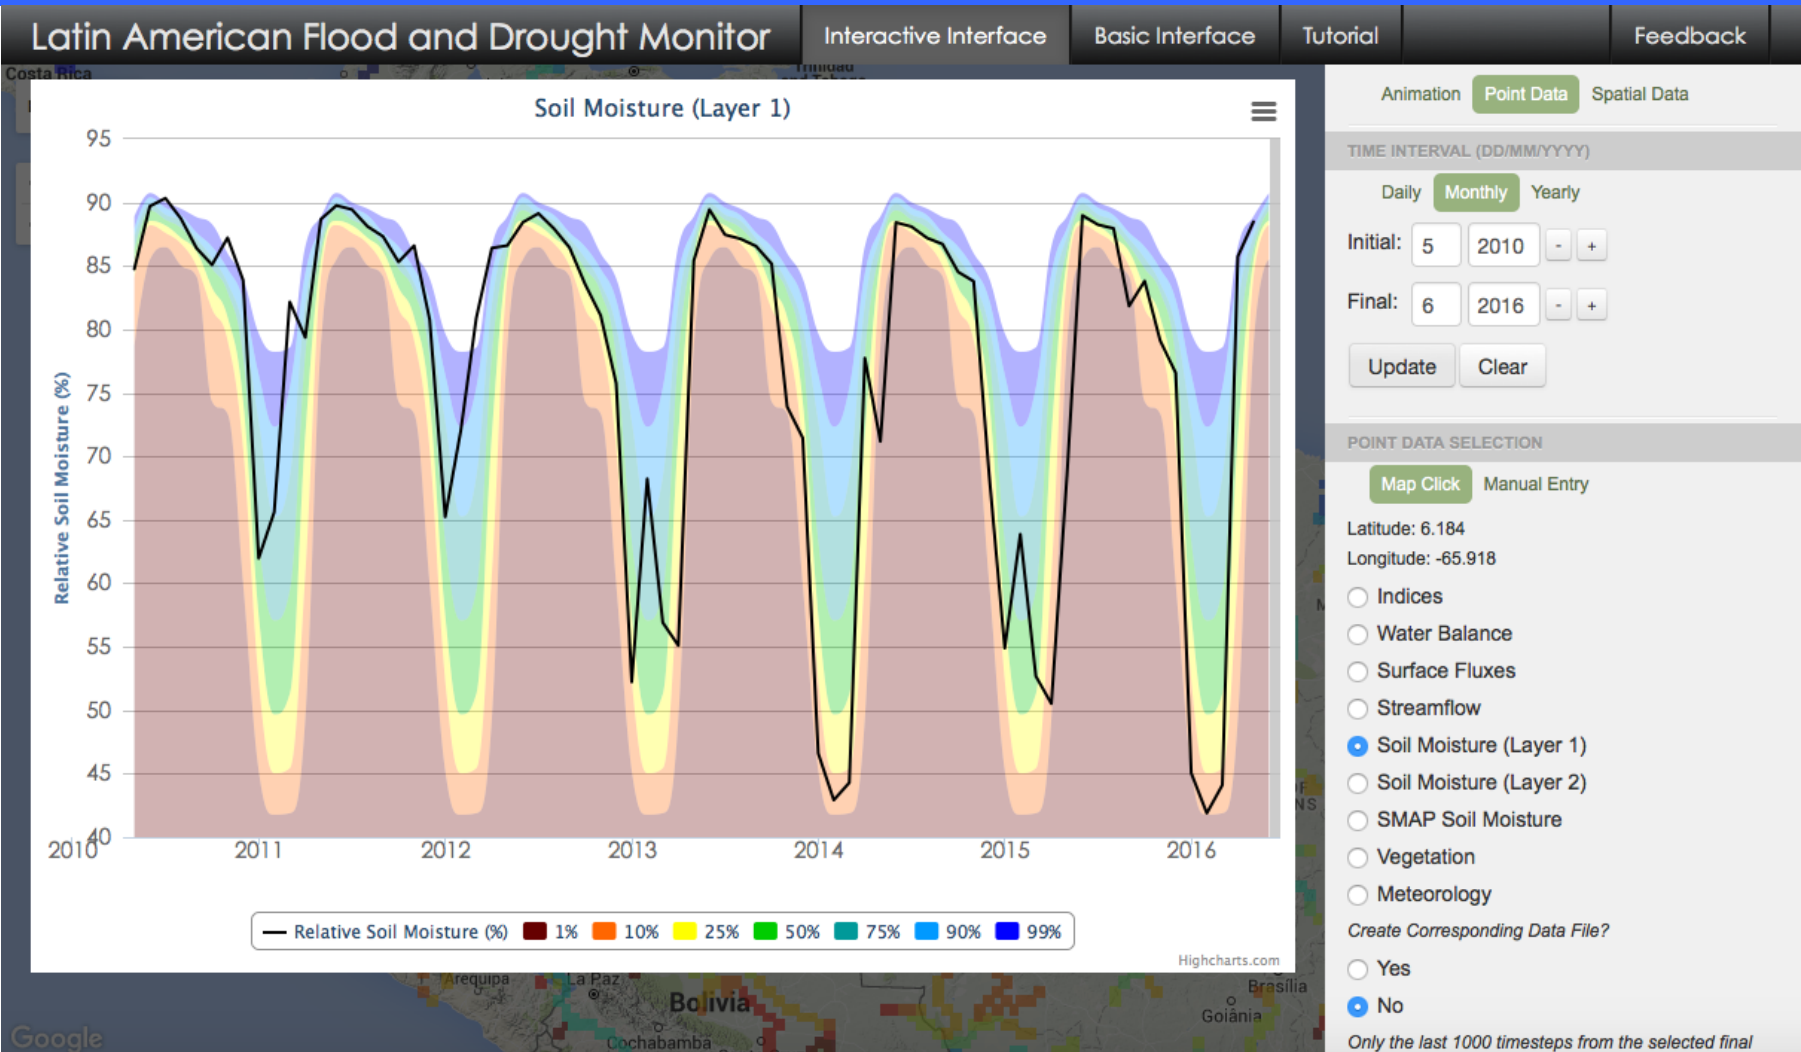 Latin American Flood and Drought Monitor
Interactive Interface
Basic Interface
Tutorial
Feedback
Costa Rica
Trinidad
and Tobago
Soil Moisture (Layer 1)
95
90
85
80
75
70
65
60
55
50
45
40
Relative Soil Moisture (%)
2010 2011 2012 2013 2014 2015 2016
Relative Soil Moisture (%) 1% 10% 25% 50% 75% 90% 99%
Highcharts.com
Arequipa
La Paz
Bolivia
Cochabamba
Brasília
Goiânia
Google
Animation Point Data Spatial Data
TIME INTERVAL (DD/MM/YYYY)
Daily Monthly Yearly
Initial: 5 2010 - +
Final: 6 2016 - +
Update Clear
POINT DATA SELECTION
Map Click Manual Entry
Latitude: 6.184
Longitude: -65.918
Indices
Water Balance
Surface Fluxes
Streamflow
Soil Moisture (Layer 1)
Soil Moisture (Layer 2)
SMAP Soil Moisture
Vegetation
Meteorology
Create Corresponding Data File?
Yes
No
Only the last 1000 timesteps from the selected final